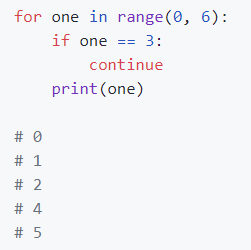 for one in range(0, 6):
    if one == 3:
        continue
    print(one)

# 0
# 1
# 2
# 4
# 5